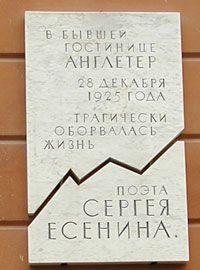 В БЫВШЕЙ
ГОСТИНИЦЕ
АНГЛЕТЕР
28 ДЕКАБРЯ
1925 ГОДА
ТРАГИЧЕСКИ
ОБОРВАЛАСЬ
ЖИЗНЬ
ПОЭТА
СЕРГЕЯ
ЕСЕНИНА.